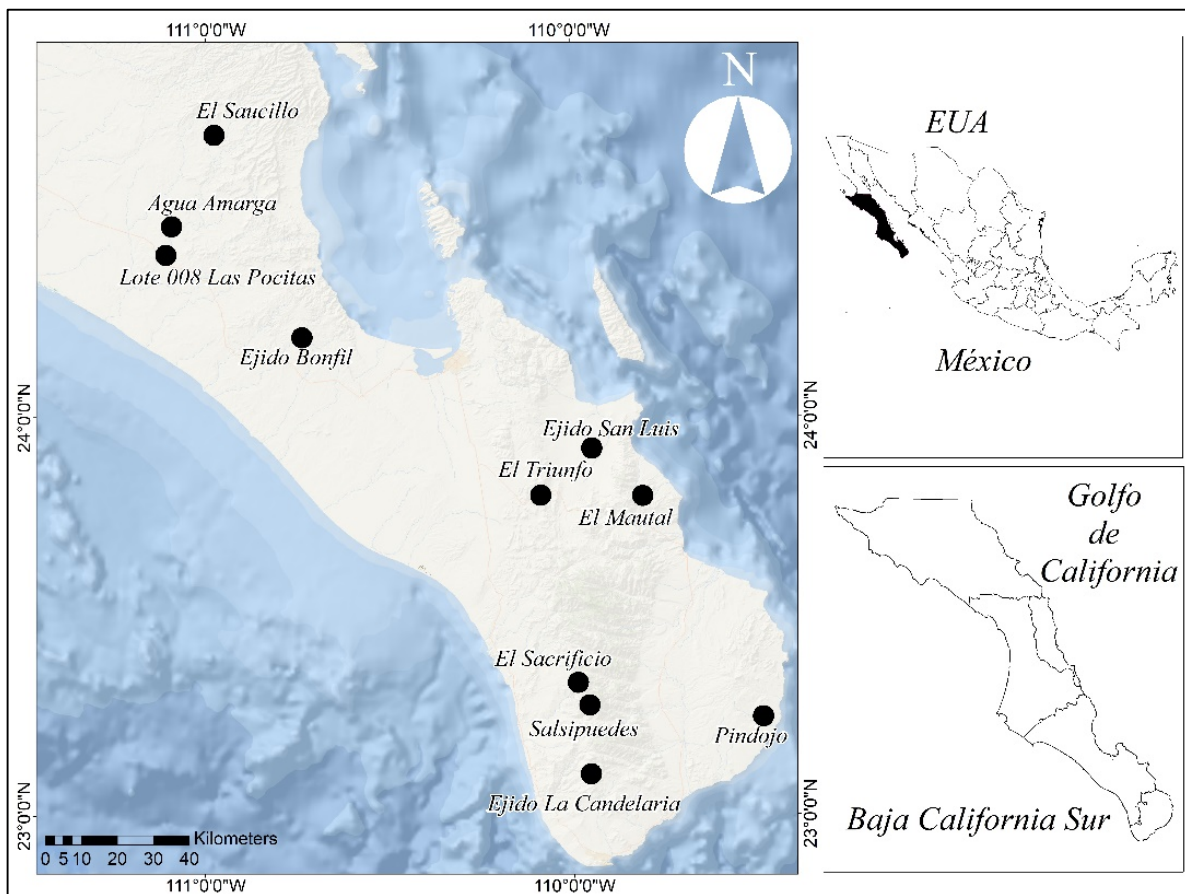 111°0'0"W
110°0'0"W
N
El Saucillo
Agua Amarga
Lote 008 Las Pocitas
Ejido Bonfil
24°0'0"N
24°0'0"N
Ejido San Luis
El Triunfo
El Mautal
El Sacrificio
Salsipuedes
Pindojo
Ejido La Candelaria
23°0'0"N
23°0'0"N
Kilometers
0 5 10 20 30 40
111°0'0"W
110°0'0"W
EUA
México
Golfo
de
California
Baja California Sur